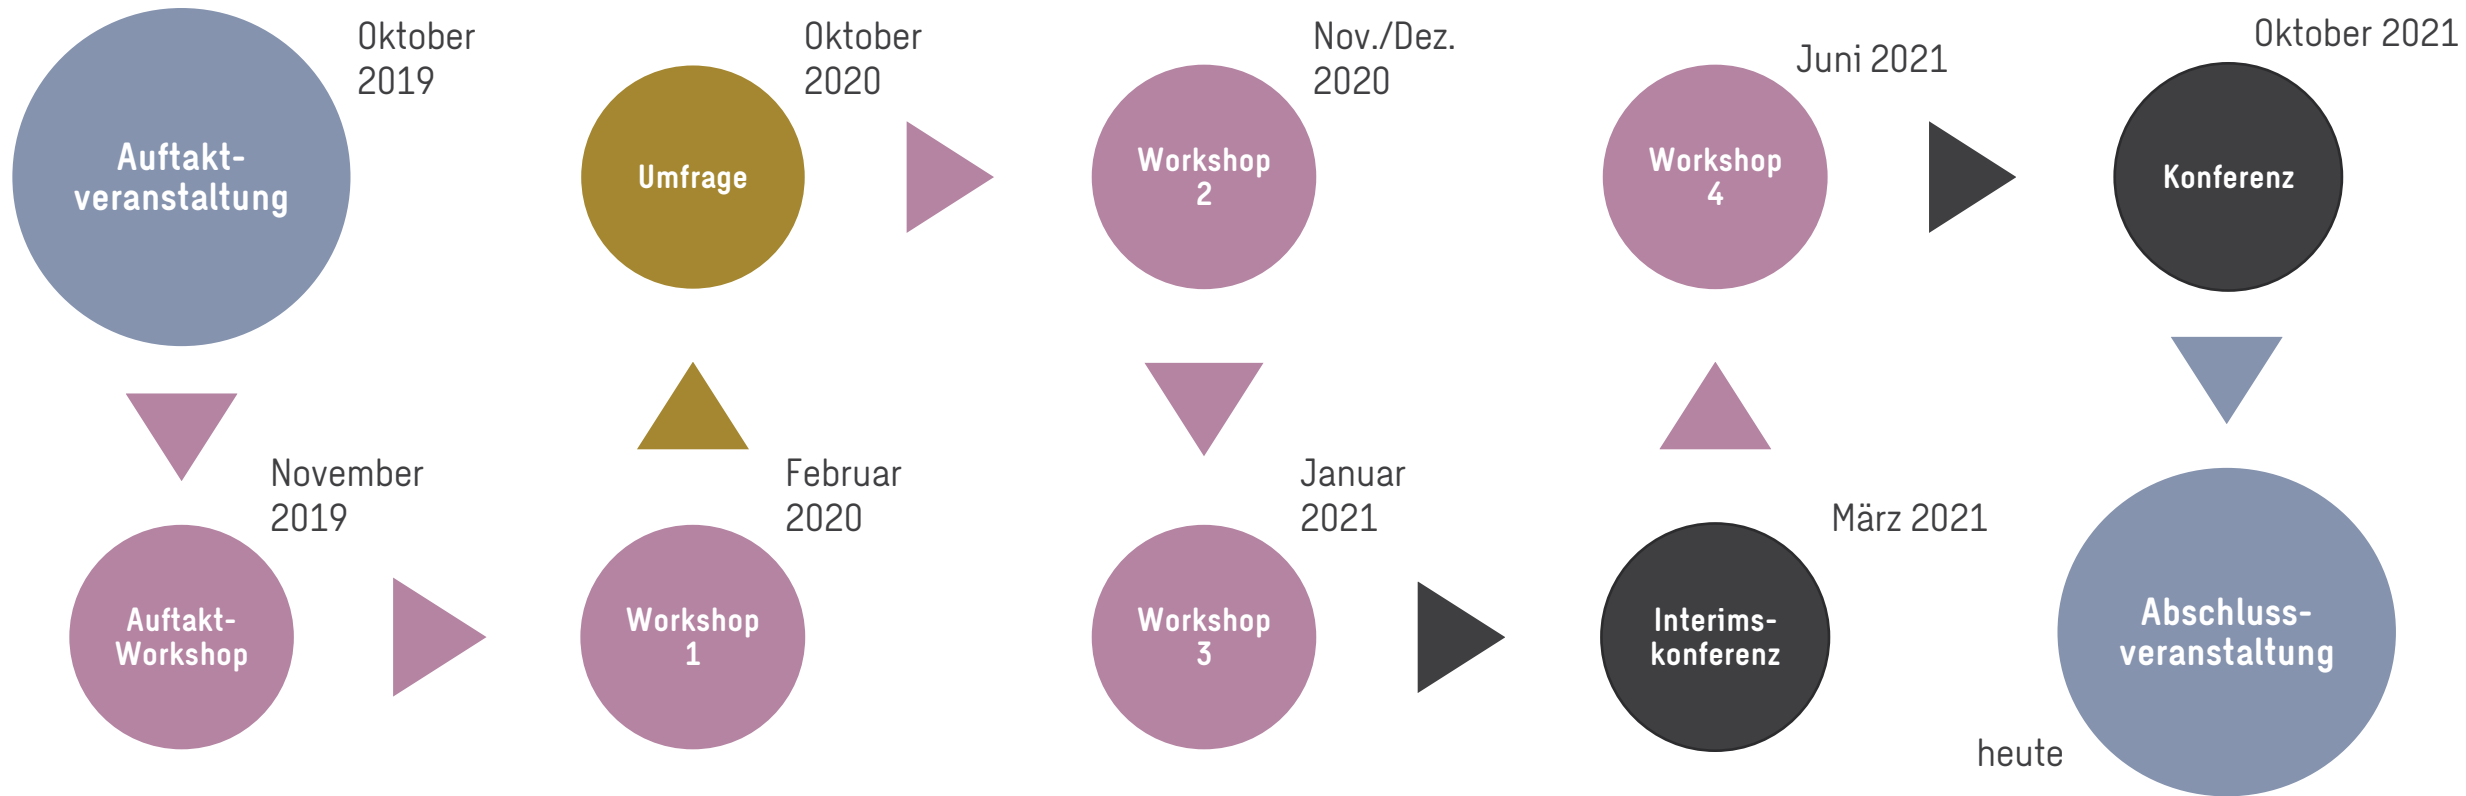 Auftakt-
veranstaltung
Oktober
2019
Auftakt-
Workshop
November
2019
Workshop
1
Februar
2020
Umfrage
Oktober
2020
Workshop
2
Nov./Dez.
2020
Workshop
3
Januar
2021
Interims-
konferenz
März 2021
Workshop
4
Juni 2021
Konferenz
Oktober 2021
Abschluss-
veranstaltung
heute